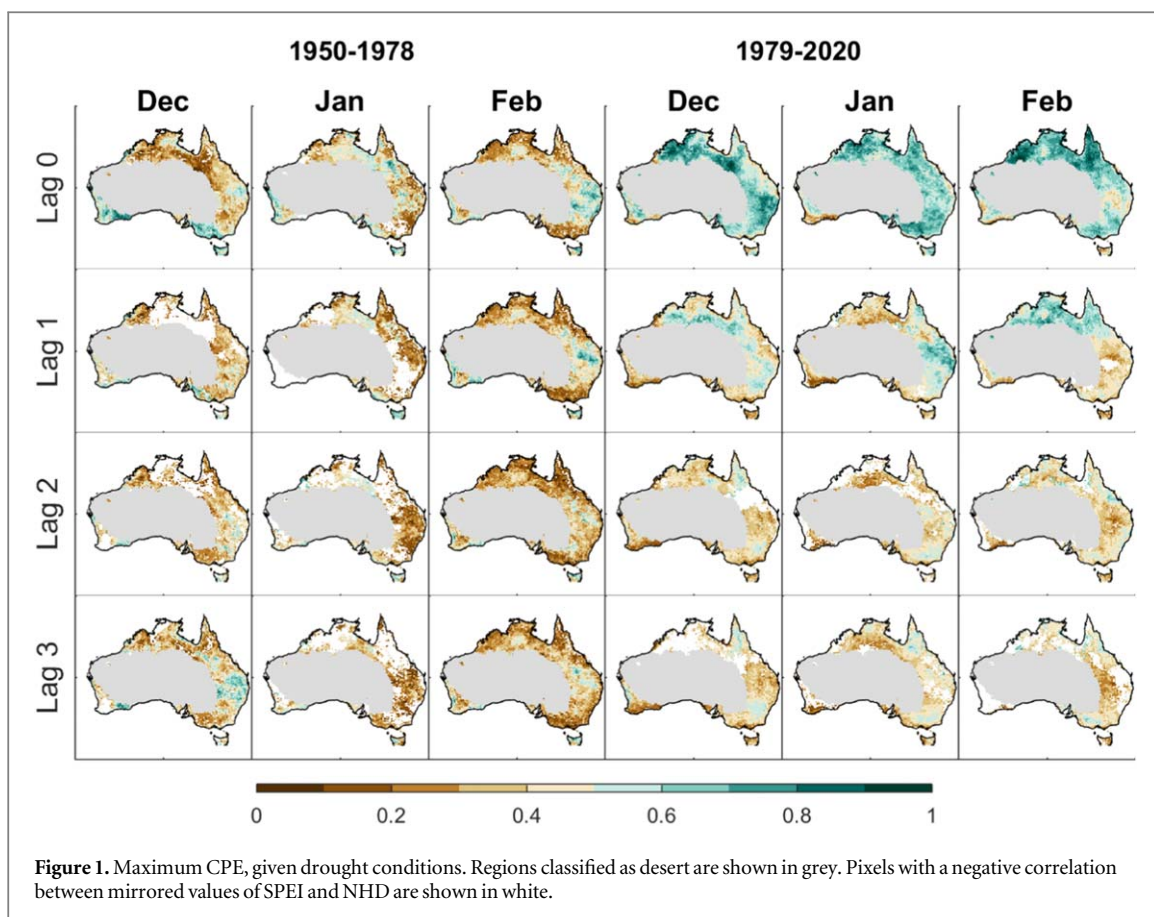 1950-1978 1979-2020
Dec Jan Feb Dec Jan Feb
Lag 0
Lag 1
Lag 2
Lag 3
0 0.2 0.4 0.6 0.8 1
Figure 1. Maximum CPE, given drought conditions. Regions classified as desert are shown in grey. Pixels with a negative correlation
between mirrored values of SPEI and NHD are shown in white.